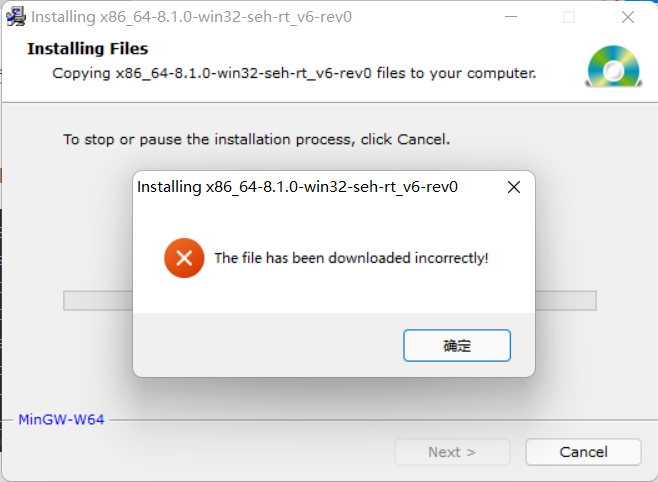 Installing x86_64-8.1.0-win32-seh-rt_v6-rev0
Installing Files
Copying x86_64-8.1.0-win32-seh-rt_v6-rev0 files to your computer.
To stop or pause the installation process, click Cancel.
Installing x86_64-8.1.0-win32-seh-rt_v6-rev0
The file has been downloaded incorrectly!
确定
MinGW-W64
Next >
Cancel